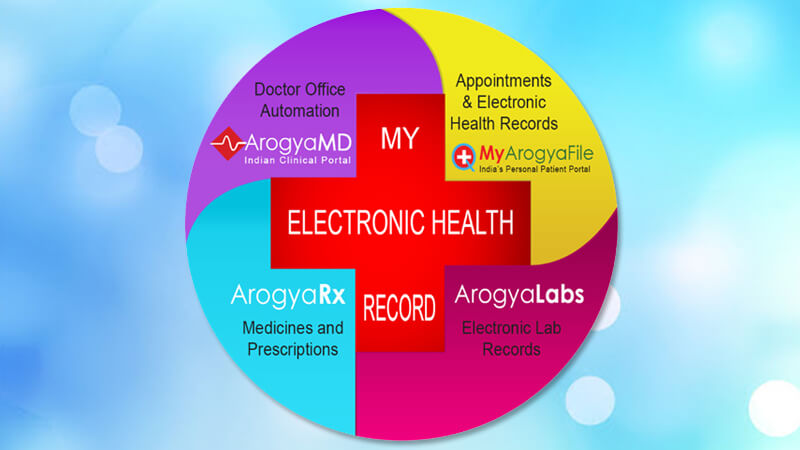 Doctor Office
Automation
ArogyaMD
Indian Clinical Portal
Appointments
& Electronic
Health Records
MyArogyaFile
India's Personal Patient Portal
MY
ELECTRONIC HEALTH
RECORD
ArogyaRx
Medicines and
Prescriptions
ArogyaLabs
Electronic Lab
Records